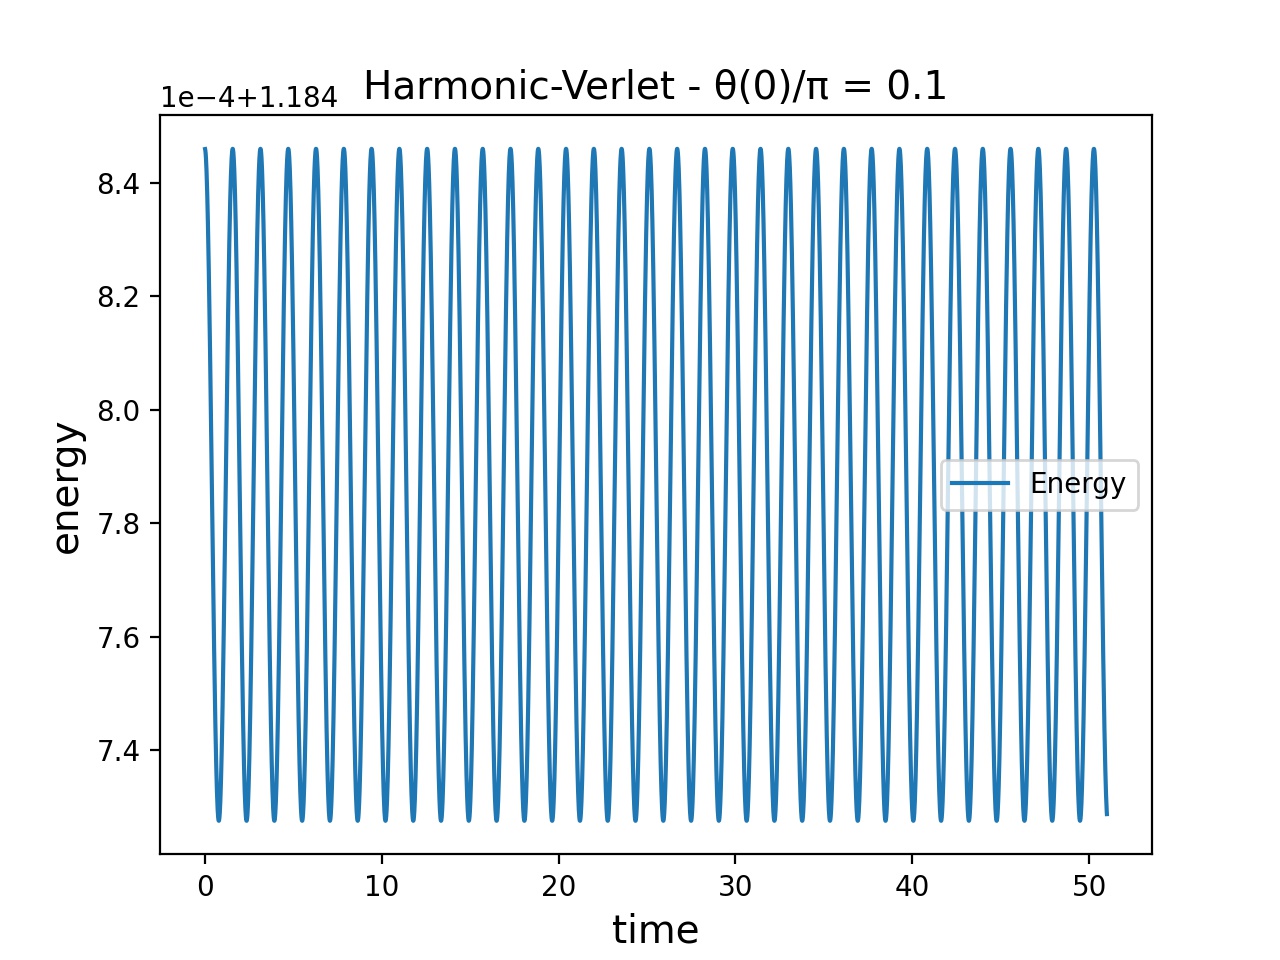 Harmonic-Verlet - θ(0)/π = 0.1
1e−4+1.184
8.4
8.2
8.0
7.8
7.6
7.4
energy
Energy
0 10 20 30 40 50
time